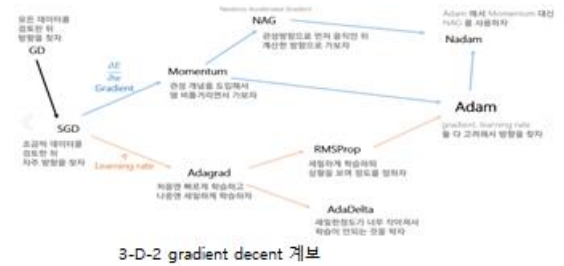 모든 데이터를
검토한 뒤
방향을 찾자
GD
Nesterov Accelerated Gradient
NAG
관성방향으로 먼저 움직인 뒤
계산한 방향으로 가보자
Adam 에서 Momentum 대신
NAG 를 사용하자
Nadam
∂E
∂w
Gradient
Momentum
관성 개념을 도입해서
덜 비틀거리면서 가보자
Adam
gradient, learning rate
둘 다 고려해서 방향을 찾자
SGD
조금씩 데이터를
검토한 뒤
자주 방향을 찾자
η
Learning rate
Adagrad
처음엔 빠르게 학습하고
나중엔 세밀하게 학습하자
RMSProp
세밀하게 학습하되
상황을 보며 정도를 정하자
AdaDelta
세밀한정도가 너무 작아져서
학습이 안되는 것을 막자
3-D-2 gradient decent 계보